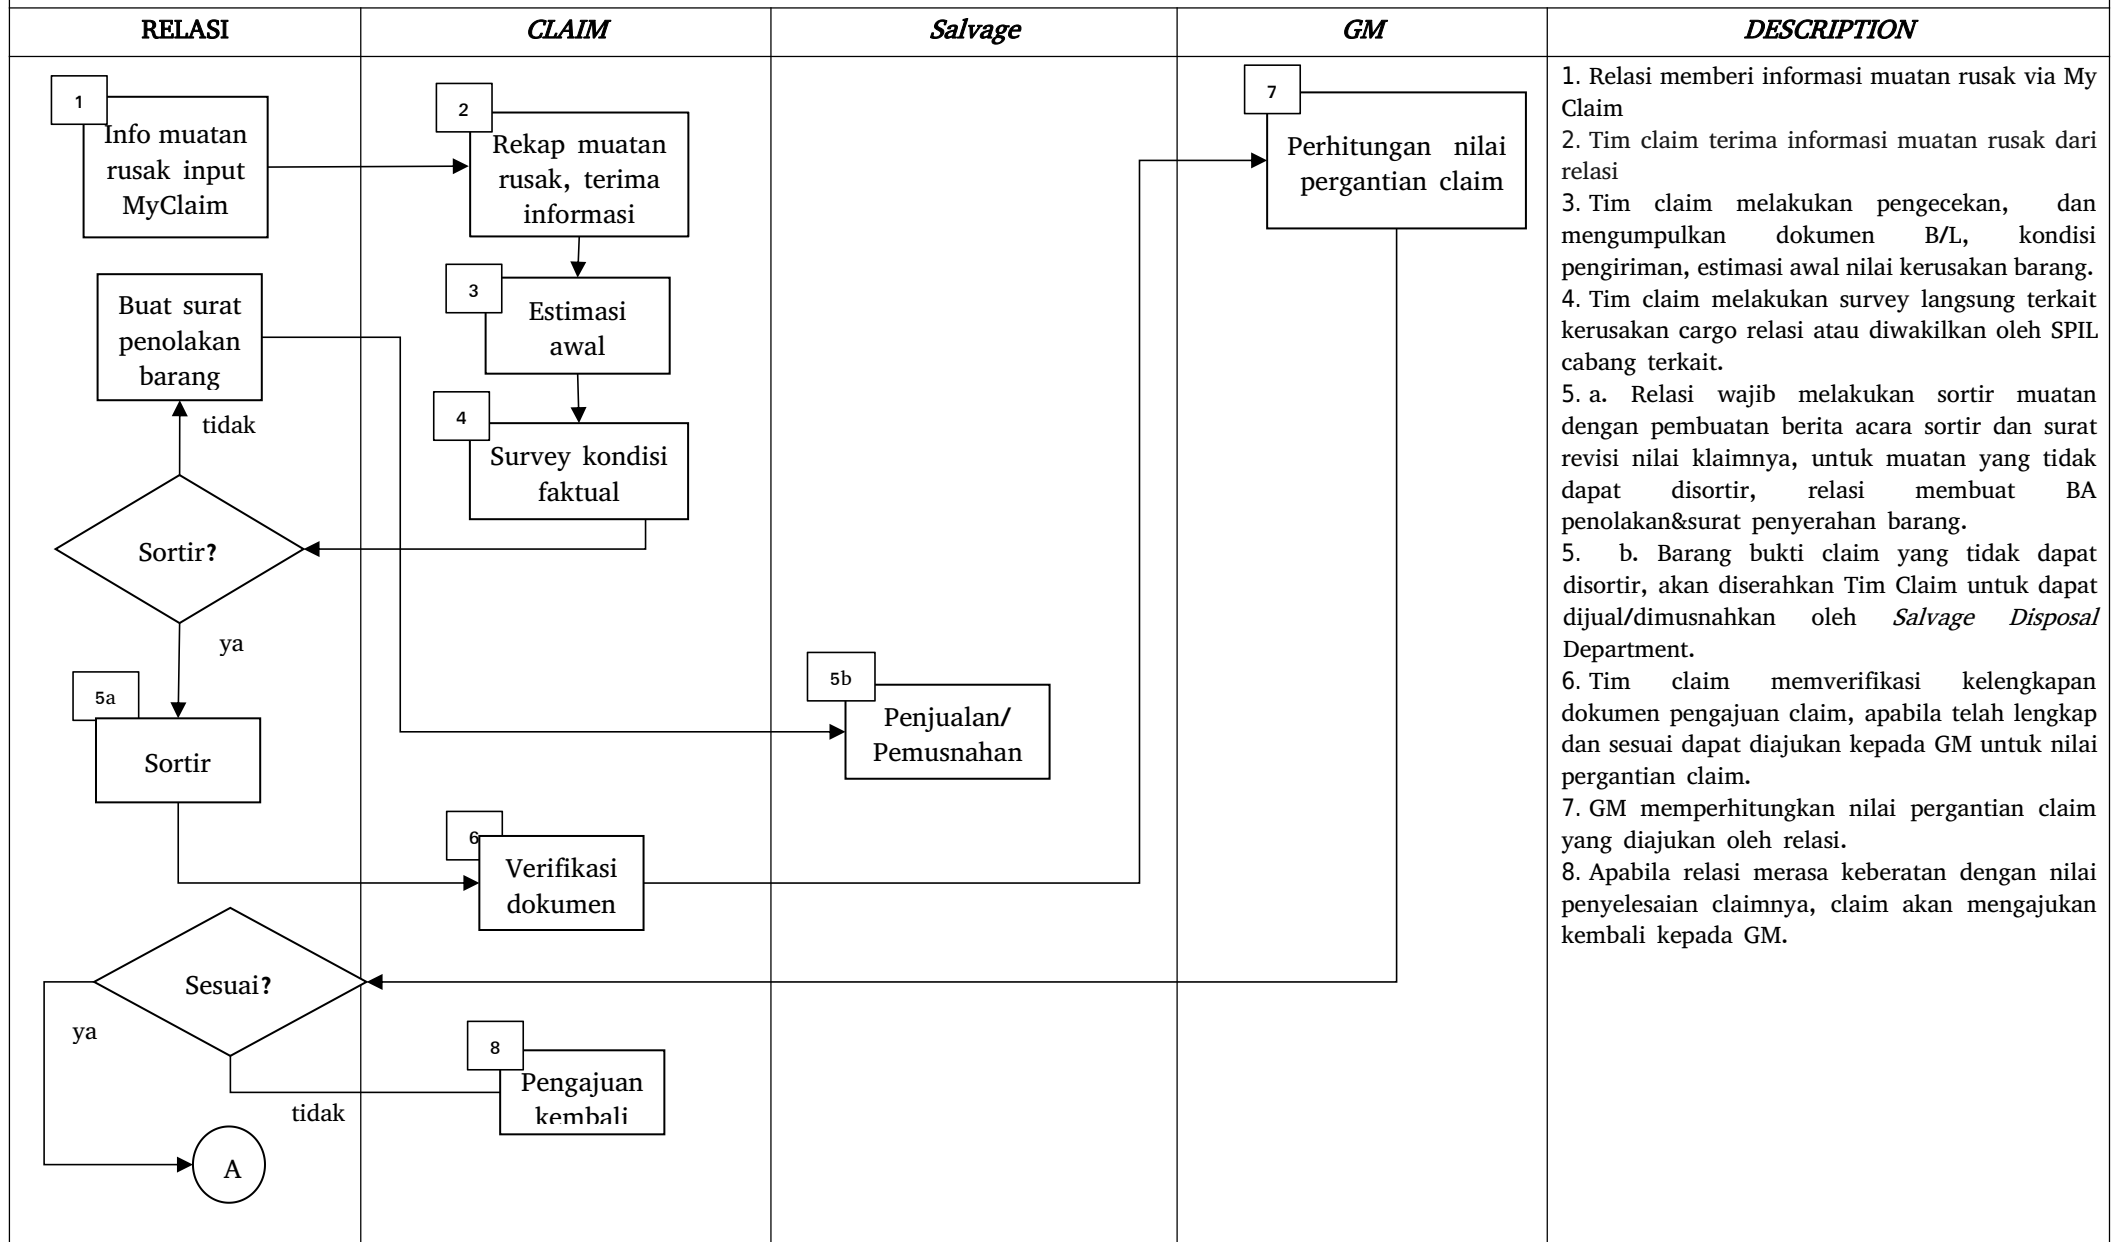 RELASI
CLAIM
Salvage
GM
DESCRIPTION
1
Info muatan
rusak input
MyClaim
2
Rekap muatan
rusak, terima
informasi
3
Estimasi
awal
4
Survey kondisi
faktual
Buat surat
penolakan
barang
tidak
Sortir?
ya
5a
Sortir
5b
Penjualan/
Pemusnahan
6
Verifikasi
dokumen
7
Perhitungan nilai
pergantian claim
Sesuai?
ya
tidak
8
Pengajuan
kembali
A
1. Relasi memberi informasi muatan rusak via My
Claim
2. Tim claim terima informasi muatan rusak dari
relasi
3. Tim claim melakukan pengecekan, dan
mengumpulkan dokumen B/L, kondisi
pengiriman, estimasi awal nilai kerusakan barang.
4. Tim claim melakukan survey langsung terkait
kerusakan cargo relasi atau diwakilkan oleh SPIL
cabang terkait.
5. a. Relasi wajib melakukan sortir muatan
dengan pembuatan berita acara sortir dan surat
revisi nilai klaimnya, untuk muatan yang tidak
dapat disortir, relasi membuat BA
penolakan&surat penyerahan barang.
5. b. Barang bukti claim yang tidak dapat
disortir, akan diserahkan Tim Claim untuk dapat
dijual/dimusnahkan oleh Salvage Disposal
Department.
6. Tim claim memverifikasi kelengkapan
dokumen pengajuan claim, apabila telah lengkap
dan sesuai dapat diajukan kepada GM untuk nilai
pergantian claim.
7. GM memperhitungkan nilai pergantian claim
yang diajukan oleh relasi.
8. Apabila relasi merasa keberatan dengan nilai
penyelesaian claimnya, claim akan mengajukan
kembali kepada GM.